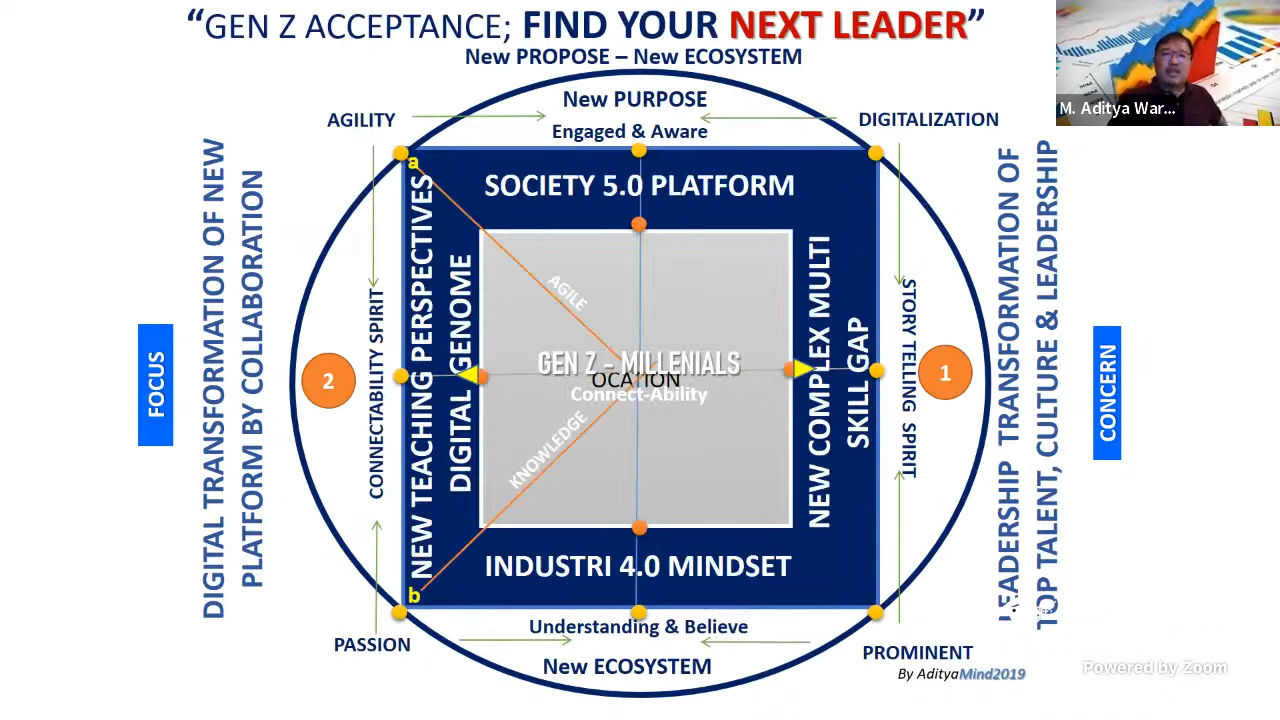 “GEN Z ACCEPTANCE; FIND YOUR NEXT LEADER”
New PROPOSE – New ECOSYSTEM
M. Aditya War...
New PURPOSE
AGILITY
DIGITALIZATION
Engaged & Aware
a
SOCIETY 5.0 PLATFORM
FOCUS
DIGITAL TRANSFORMATION OF NEW
PLATFORM BY COLLABORATION
2
CONNECTABILITY SPIRIT
NEW TEACHING PERSPECTIVES
DIGITAL GENOME
AGILE
GEN Z - MILLENIALS
Connect-Ability
KNOWLEDGE
NEW COMPLEX MULTI
SKILL GAP
STORY TELLING SPIRIT
1
LEADERSHIP TRANSFORMATION OF
TOP TALENT, CULTURE & LEADERSHIP
CONCERN
INDUSTRI 4.0 MINDSET
b
Understanding & Believe
PASSION
PROMINENT
New ECOSYSTEM
By AdityaMind2019
Powered by Zoom